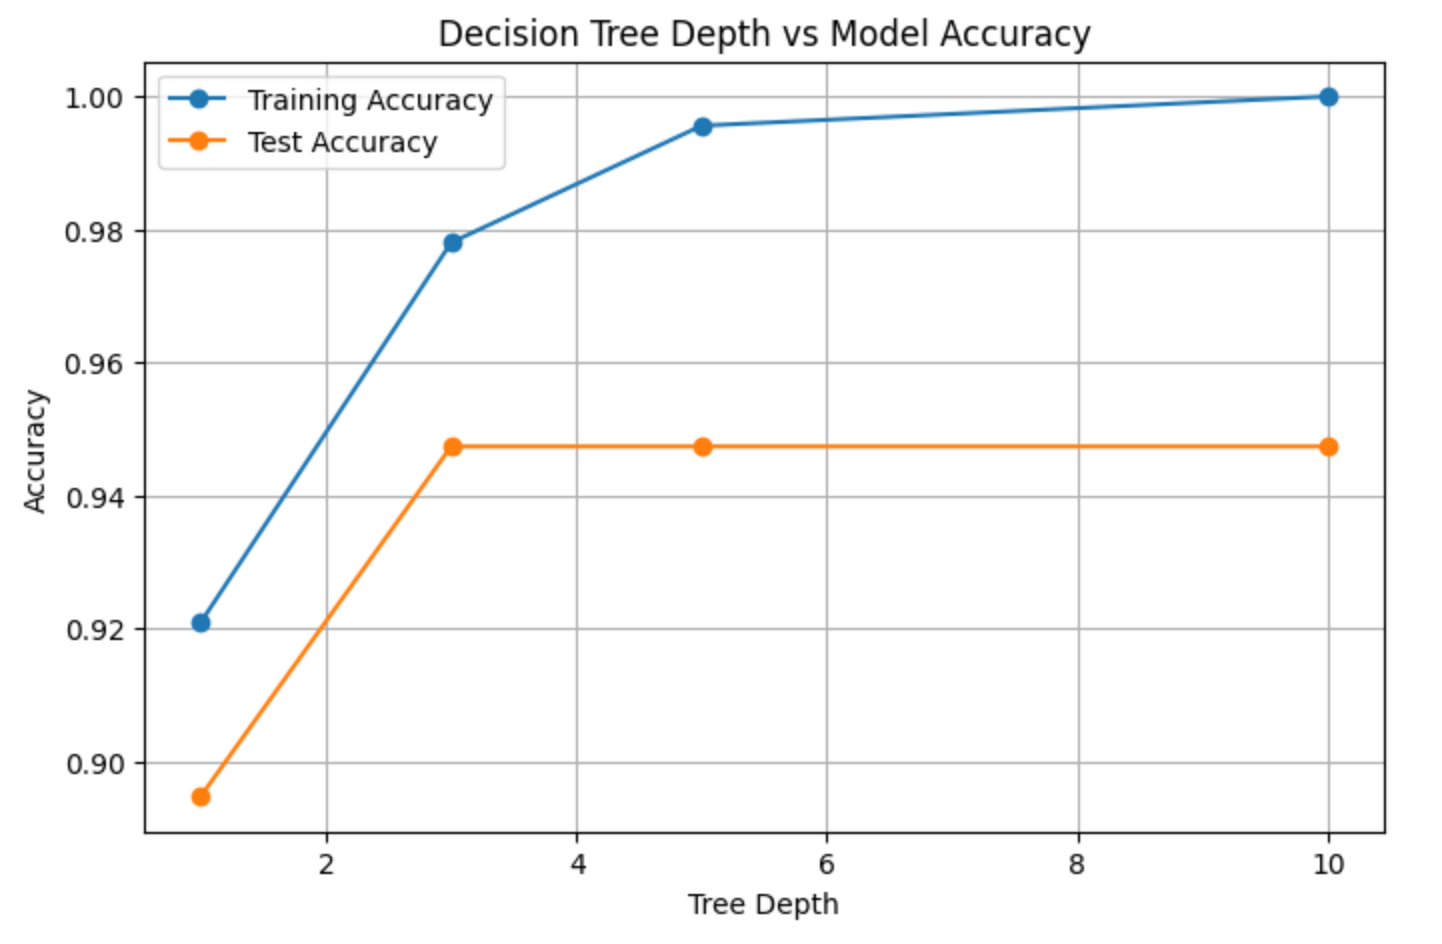 Decision Tree Depth vs Model Accuracy
Training Accuracy
Test Accuracy
1.00
0.98
0.96
0.94
0.92
0.90
Accuracy
2 4 6 8 10
Tree Depth